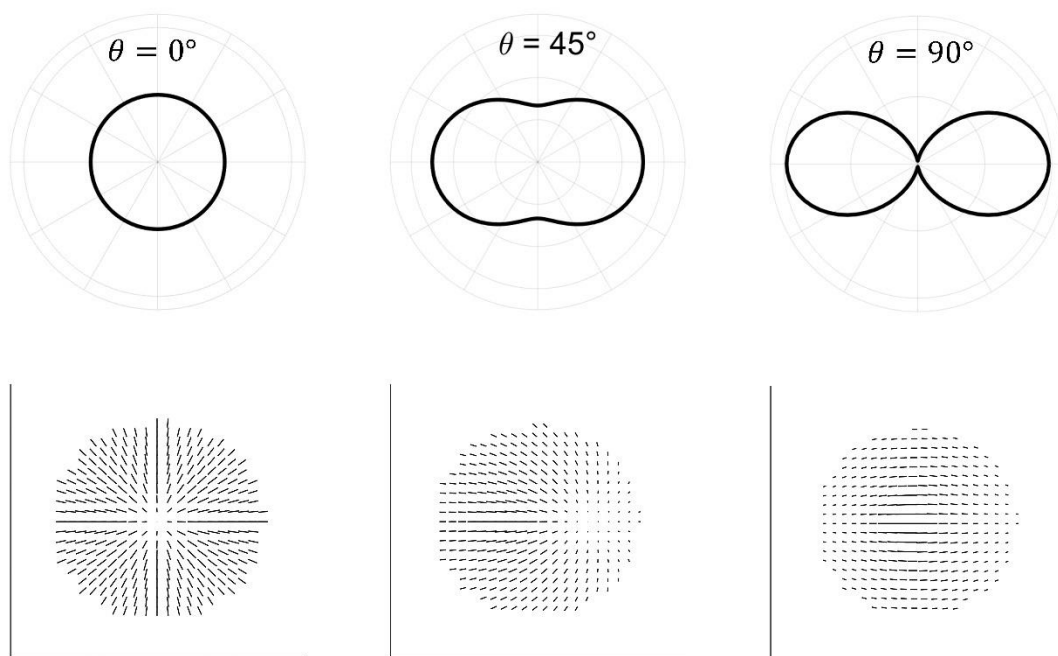 θ = 0°
θ = 45°
θ = 90°